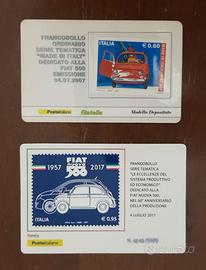 FRANCOBOLLO
ORDINARIO
SERIE TEMATICA
"MADE IN ITALY"
DEDICATO ALLA
FIAT 500
EMISSIONE
04.07.2007
ITALIA
€ 0,60
Posteitaliane
filatelia
Modello Depositato
1957
FIAT
NUOVA
500
2017
ITALIA
€ 0.95
FRANCOBOLLO
SERIE TEMATICA
"LE ECCELLENZE DEL
SISTEMA PRODUTTIVO
ED ECONOMICO"
DEDICATO ALLA
FIAT NUOVA 500,
NEL 60° ANNIVERSARIO
DELLA PRODUZIONE
4 LUGLIO 2017
Filatelia
Posteitaliane